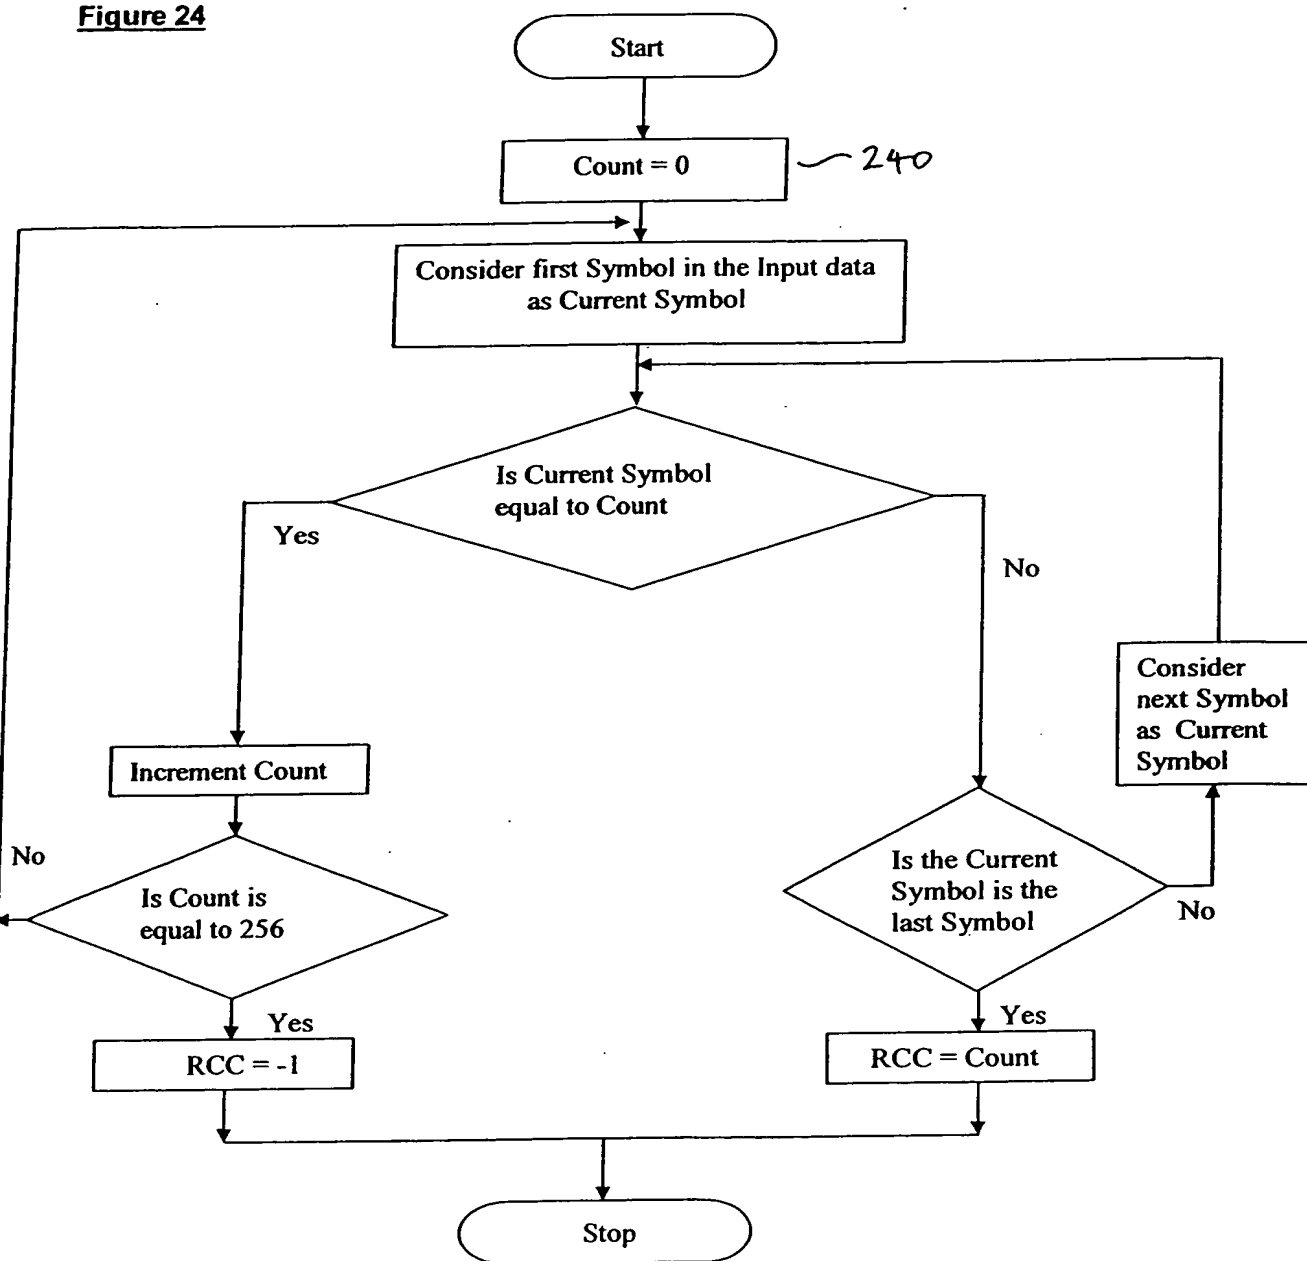 Figure 24
Start
Count = 0
240
Consider first Symbol in the Input data
as Current Symbol
Is Current Symbol
equal to Count
Yes
No
Consider
next Symbol
as Current
Symbol
Increment Count
No
Is Count is
equal to 256
Is the Current
Symbol is the
last Symbol
No
Yes
Yes
RCC = -1
RCC = Count
Stop